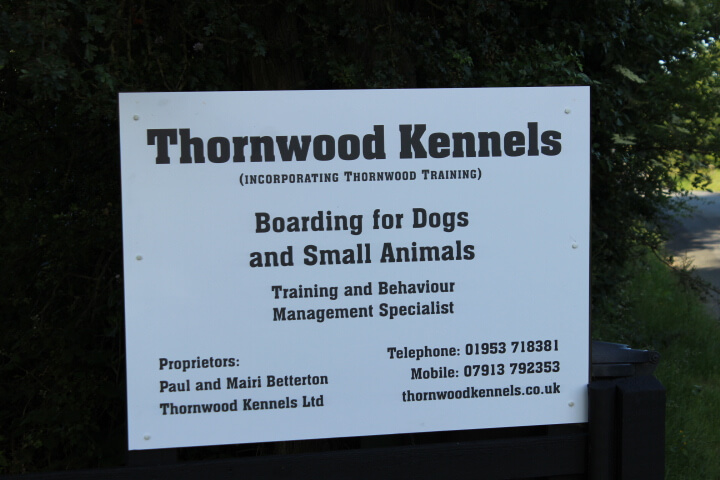 Thornwood Kennels
(incorporating Thornwood Training)
Boarding for Dogs
and Small Animals
Training and Behaviour
Management Specialist
Proprietors:
Paul and Mairi Betterton
Thornwood Kennels Ltd
Telephone: 01953 718381
Mobile: 07913 792353
thornwoodkennels.co.uk